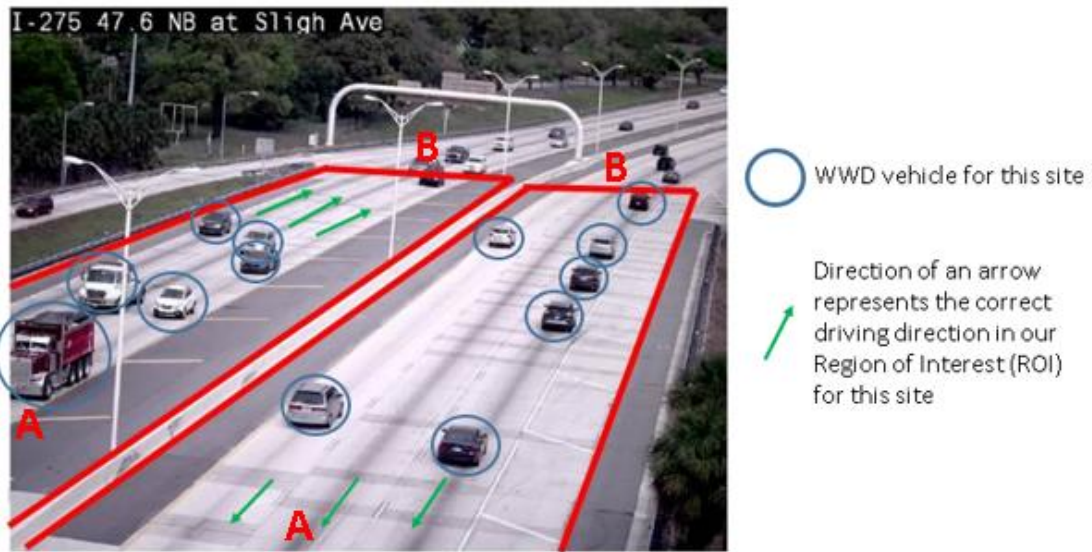 I-275 47.6 NB at Sligh Ave
B
B
A
A
WWD vehicle for this site
Direction of an arrow
represents the correct
driving direction in our
Region of Interest (ROI)
for this site